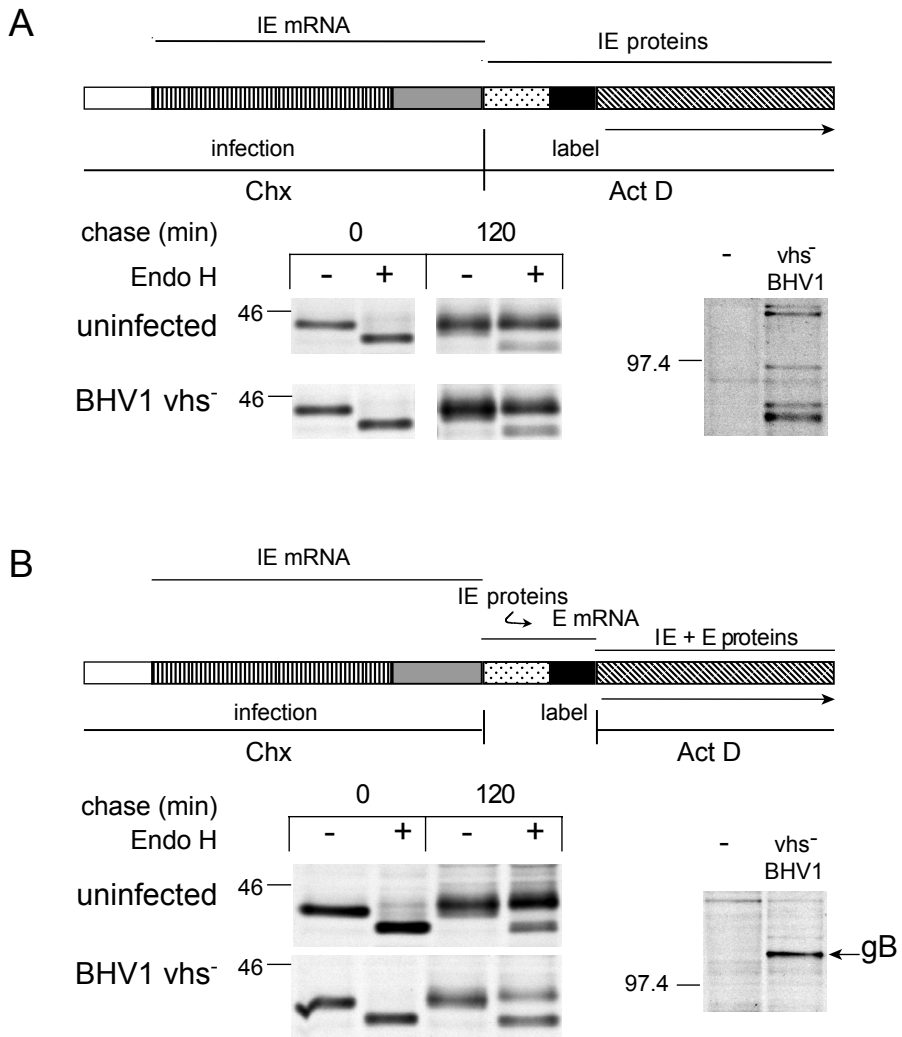 A
IE mRNA
IE proteins
infection
label
Chx
Act D
chase (min) 0 120
Endo H - + - +
- vhs-
BHV1
uninfected 46
97.4
BHV1 vhs- 46
B
IE mRNA
IE proteins
E mRNA
IE + E proteins
infection
label
Chx
Act D
chase (min) 0 120
Endo H - + - +
- vhs-
BHV1
uninfected 46
gB
BHV1 vhs- 46
97.4